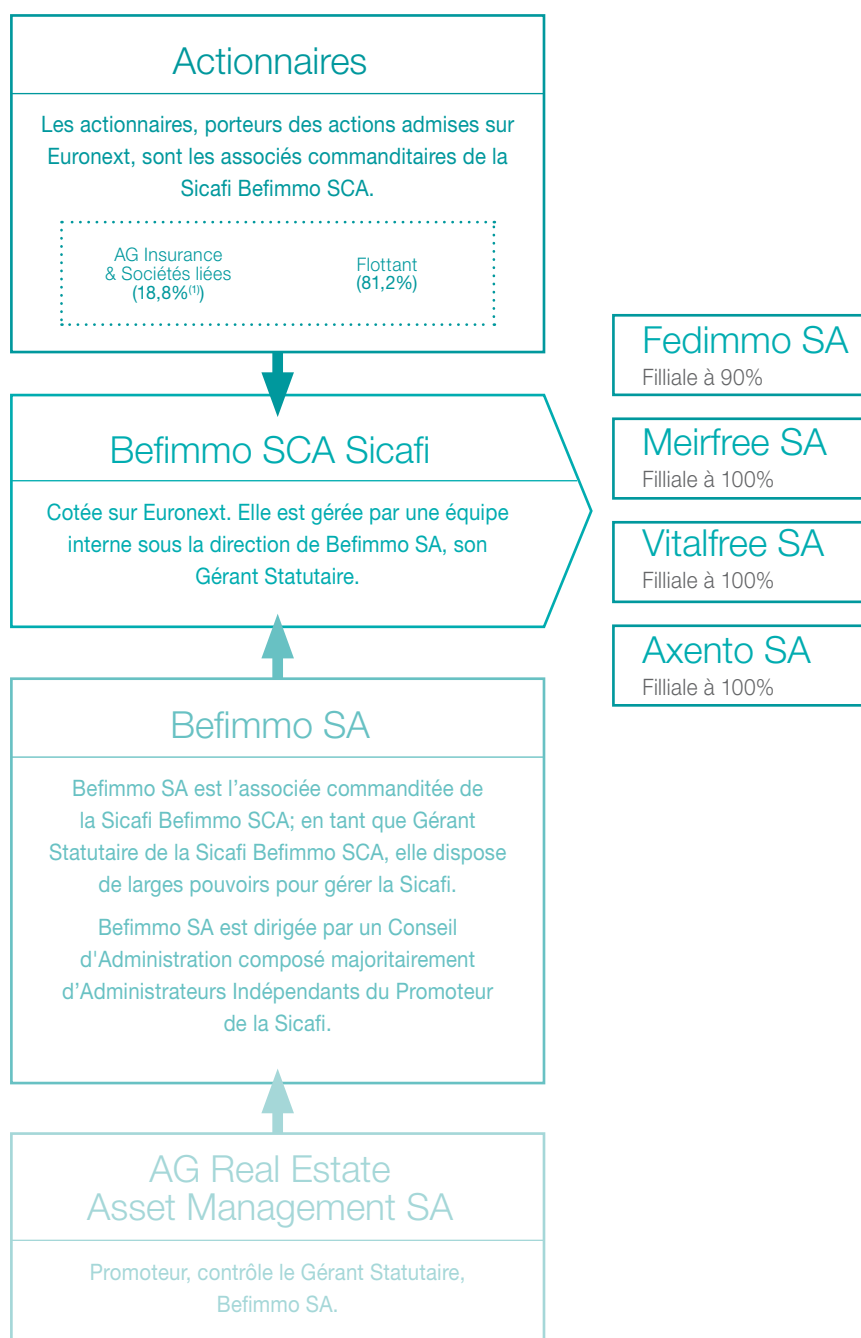 Actionnaires
Les actionnaires, porteurs des actions admises sur
Euronext, sont les associés commanditaires de la
Sicafi Befimmo SCA.
AG Insurance
& Sociétés liées
(18,8%(1))
Flottant
(81,2%)
Befimmo SCA Sicafi
Cotée sur Euronext. Elle est gérée par une équipe
interne sous la direction de Befimmo SA, son
Gérant Statutaire.
Fedimmo SA
Filliale à 90%
Meirfree SA
Filliale à 100%
Vitalfree SA
Filliale à 100%
Axento SA
Filliale à 100%
Befimmo SA
Befimmo SA est l’associée commanditée de
la Sicafi Befimmo SCA; en tant que Gérant
Statutaire de la Sicafi Befimmo SCA, elle dispose
de larges pouvoirs pour gérer la Sicafi.
Befimmo SA est dirigée par un Conseil
d'Administration composé majoritairement
d’Administrateurs Indépendants du Promoteur
de la Sicafi.
AG Real Estate
Asset Management SA
Promoteur, contrôle le Gérant Statutaire,
Befimmo SA.